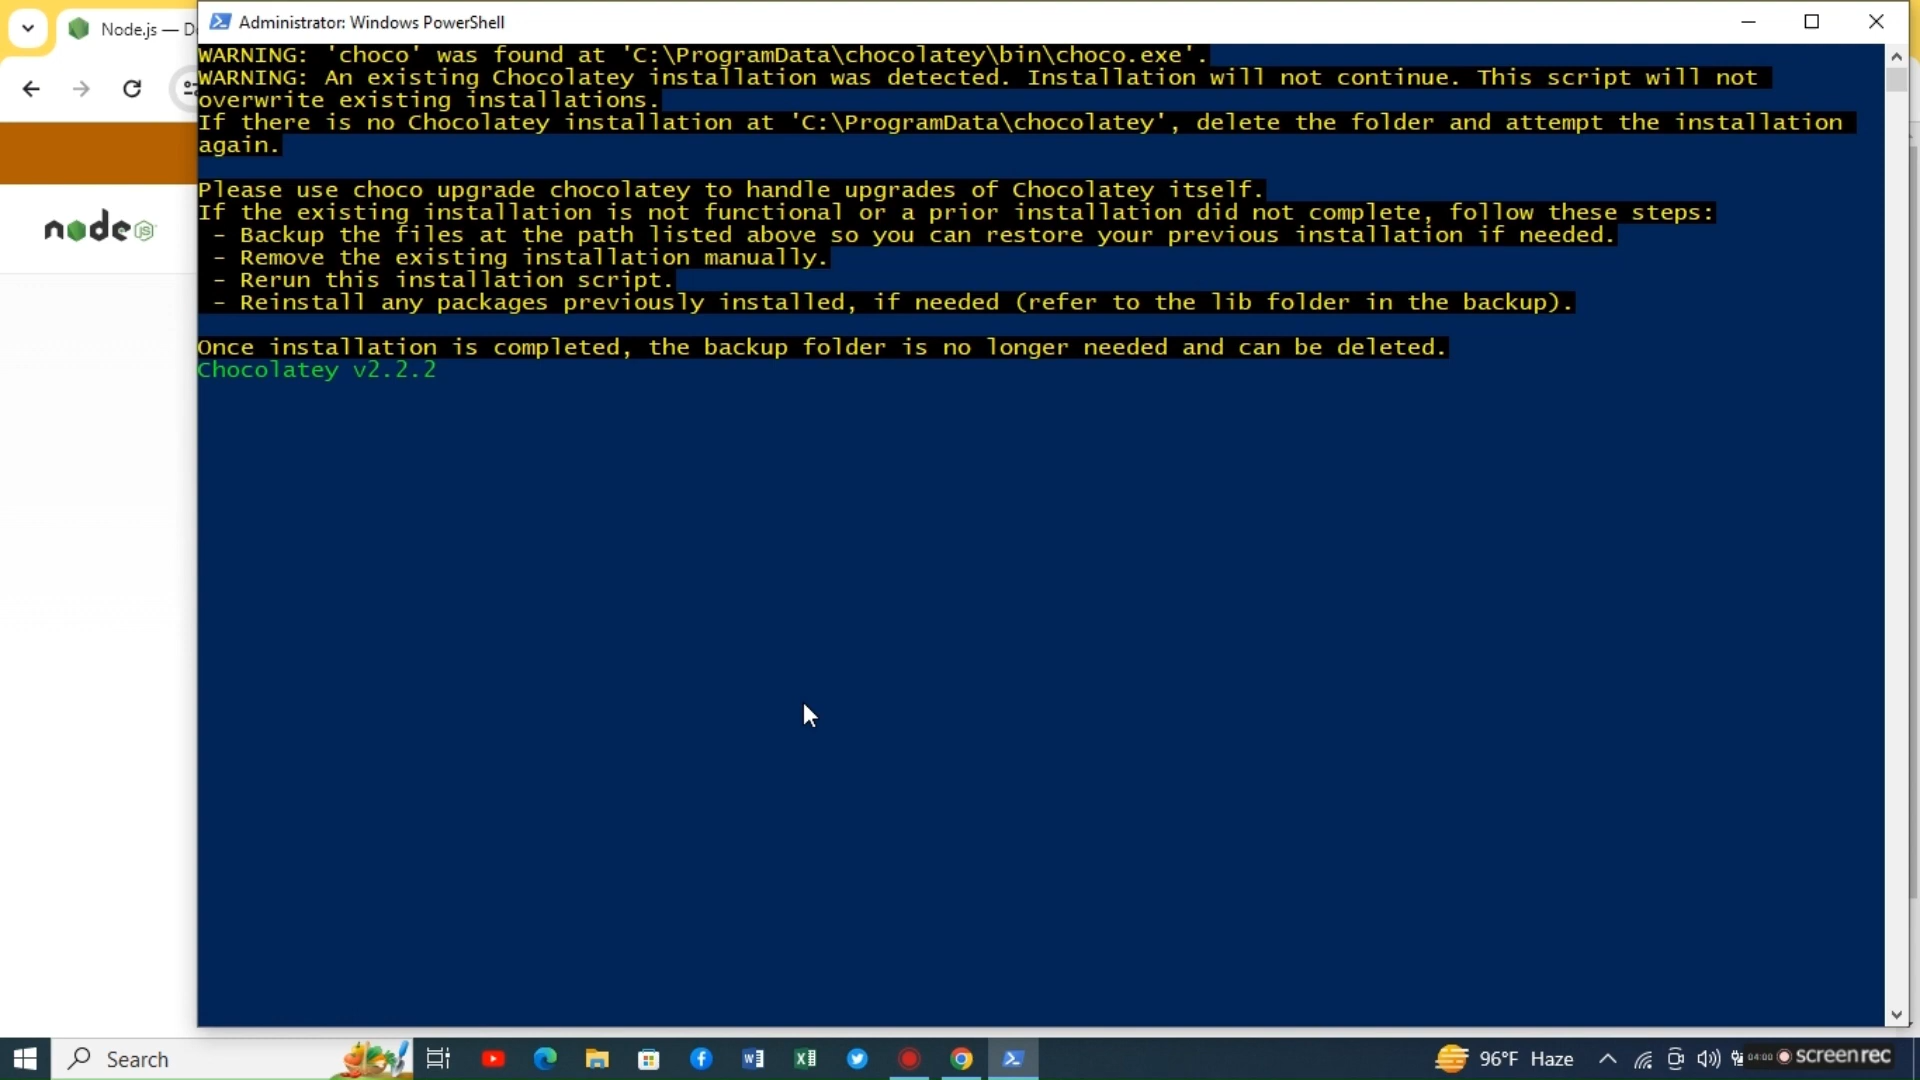 Node.js — D
Administrator: Windows PowerShell
WARNING: 'choco' was found at 'C:\ProgramData\chocolatey\bin\choco.exe'.
WARNING: An existing Chocolatey installation was detected. Installation will not continue. This script will not
overwrite existing installations.
If there is no Chocolatey installation at 'C:\ProgramData\chocolatey', delete the folder and attempt the installation
again.
Please use choco upgrade chocolatey to handle upgrades of Chocolatey itself.
If the existing installation is not functional or a prior installation did not complete, follow these steps:
- Backup the files at the path listed above so you can restore your previous installation if needed.
- Remove the existing installation manually.
- Rerun this installation script.
- Reinstall any packages previously installed, if needed (refer to the lib folder in the backup).
Once installation is completed, the backup folder is no longer needed and can be deleted.
Chocolatey v2.2.2
node JS
Search
96°F Haze
04:00 screenrec